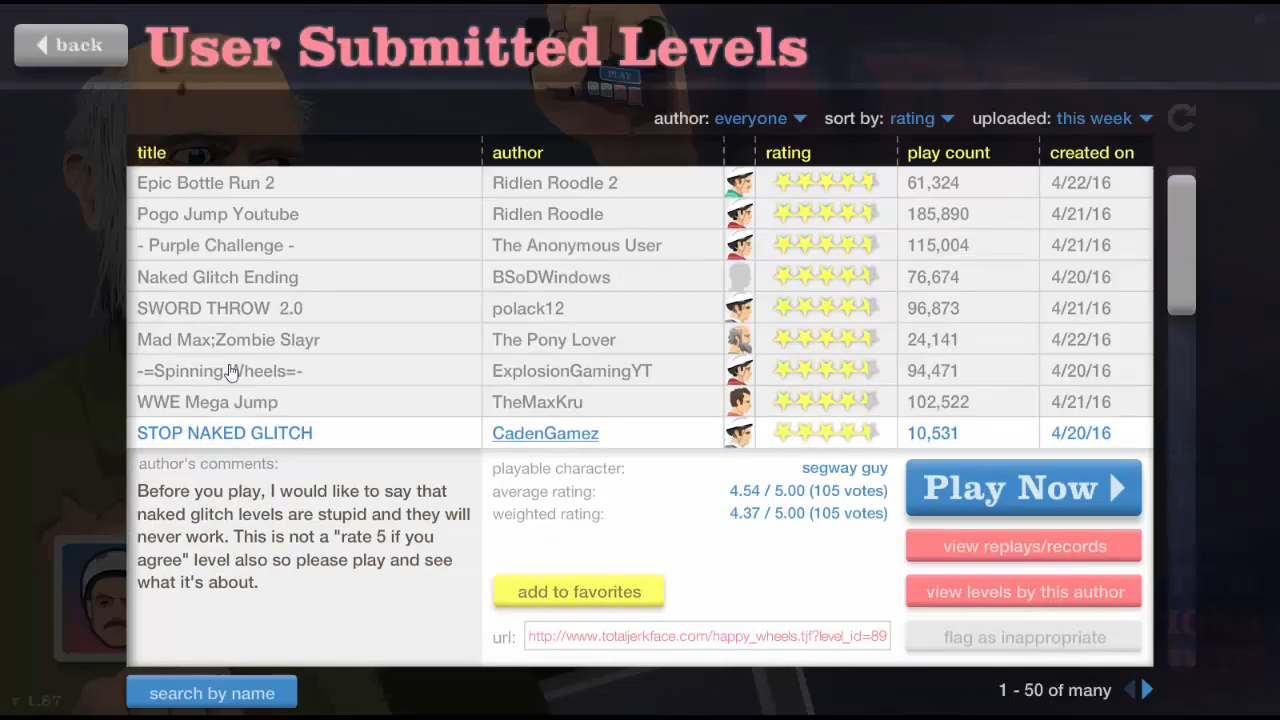 back
User Submitted Levels
PLAY
author: everyone sort by: rating uploaded: this week
title author rating play count created on
Epic Bottle Run 2 Ridlen Roodle 2 61,324 4/22/16
Pogo Jump Youtube Ridlen Roodle 185,890 4/21/16
- Purple Challenge - The Anonymous User 115,004 4/21/16
Naked Glitch Ending BSoDWindows 76,674 4/20/16
SWORD THROW 2.0 polack12 96,873 4/21/16
Mad Max;Zombie Slayr The Pony Lover 24,141 4/22/16
-=Spinning Wheels=- ExplosionGamingYT 94,471 4/20/16
WWE Mega Jump TheMaxKru 102,522 4/21/16
STOP NAKED GLITCH CadenGamez 10,531 4/20/16
author's comments:
Before you play, I would like to say that
naked glitch levels are stupid and they will
never work. This is not a "rate 5 if you
agree" level also so please play and see
what it's about.
playable character: segway guy
average rating: 4.54 / 5.00 (105 votes)
weighted rating: 4.37 / 5.00 (105 votes)
add to favorites
url: http://www.totaljerkface.com/happy_wheels.tjf?level_id=89
Play Now
view replays/records
view levels by this author
flag as inappropriate
search by name
1 - 50 of many
v 1.87